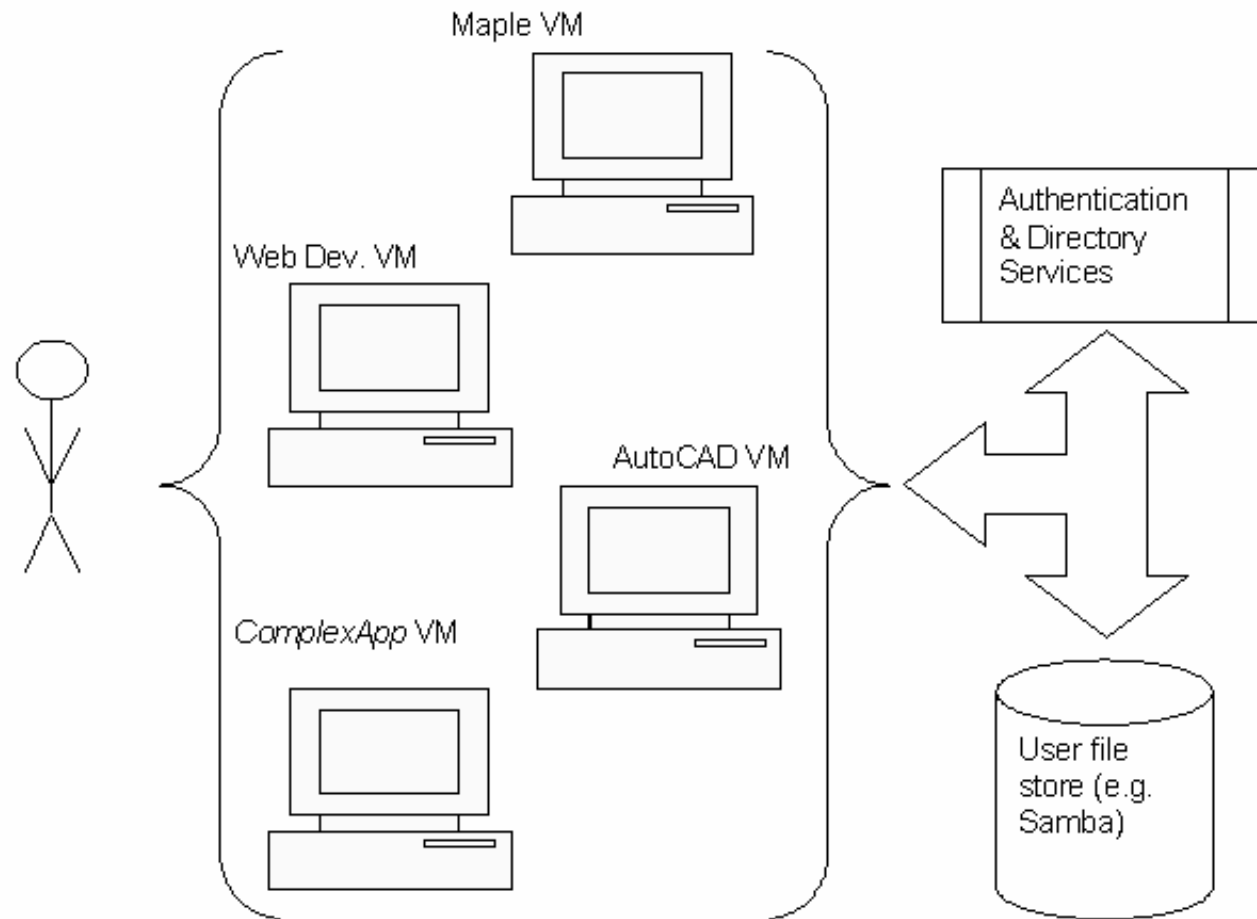 Maple VM
Web Dev. VM
AutoCAD VM
ComplexApp VM
Authentication
& Directory
Services
User file
store (e.g.
Samba)